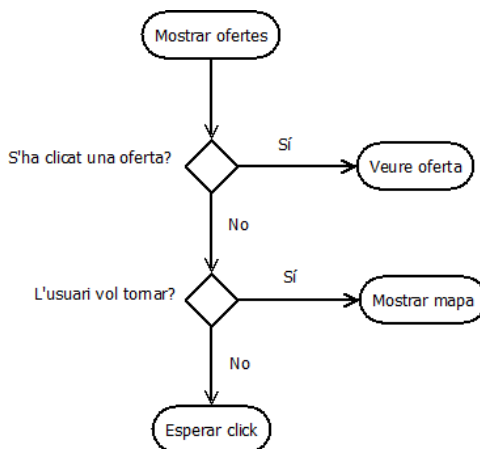 Mostrar ofertes
S'ha clicat una oferta?
Sí
Veure oferta
No
L'usuari vol tornar?
Sí
Mostrar mapa
No
Esperar click